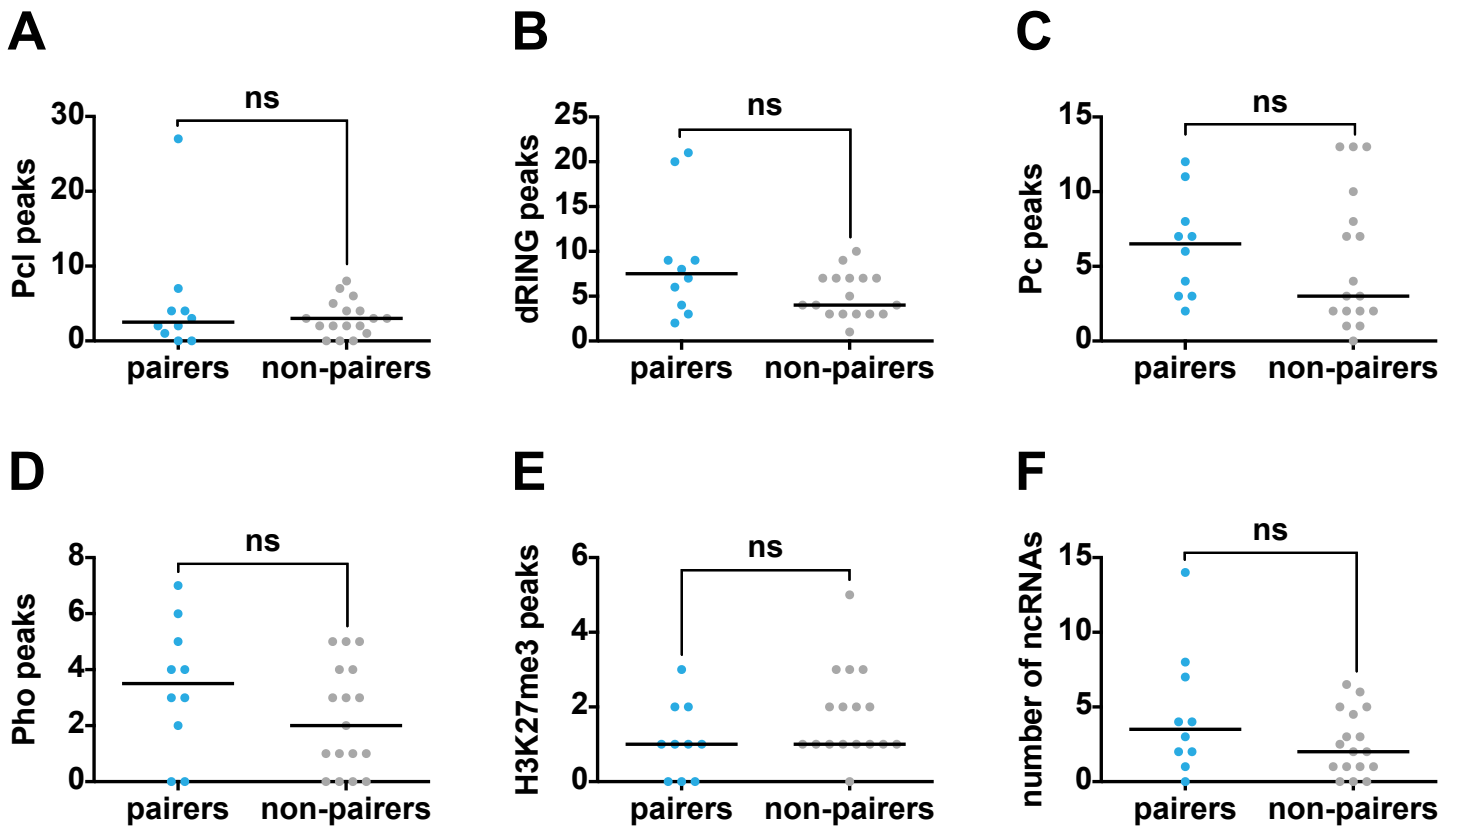 A
Pcl peaks
30
20
10
0
ns
pairers
non-pairers
B
dRING peaks
25
20
15
10
5
0
ns
pairers
non-pairers
C
Pc peaks
15
10
5
0
ns
pairers
non-pairers
D
Pho peaks
8
6
4
2
0
ns
pairers
non-pairers
E
H3K27me3 peaks
6
4
2
0
ns
pairers
non-pairers
F
number of ncRNAs
15
10
5
0
ns
pairers
non-pairers